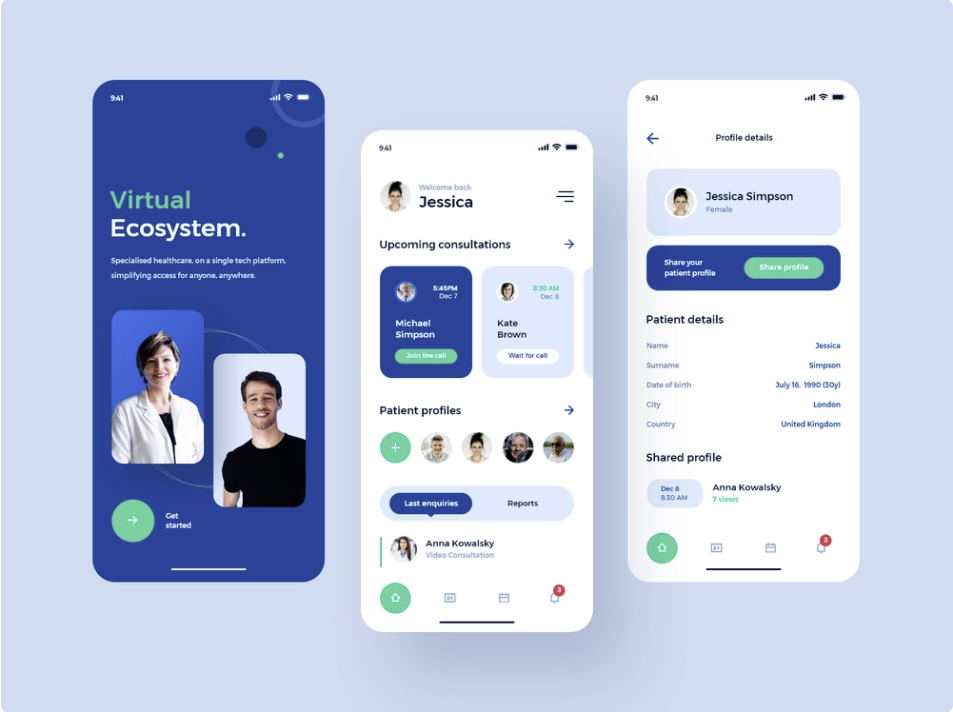 9:41
Virtual
Ecosystem.
Specialised healthcare, on a single tech platform,
simplifying access for anyone, anywhere.
Get
started
9:41
Welcome back
Jessica
Upcoming consultations
5:45PM
Dec 7
Michael
Simpson
Join the call
8:30 AM
Dec 8
Kate
Brown
Wait for call
Patient profiles
Last enquiries
Reports
Anna Kowalsky
Video Consultation
3
9:41
Profile details
Jessica Simpson
Female
Share your
patient profile
Share profile
Patient details
Name Jessica
Surname Simpson
Date of birth July 16, 1990 (30y)
City London
Country United Kingdom
Shared profile
Dec 8
8:30 AM
Anna Kowalsky
7 views
3